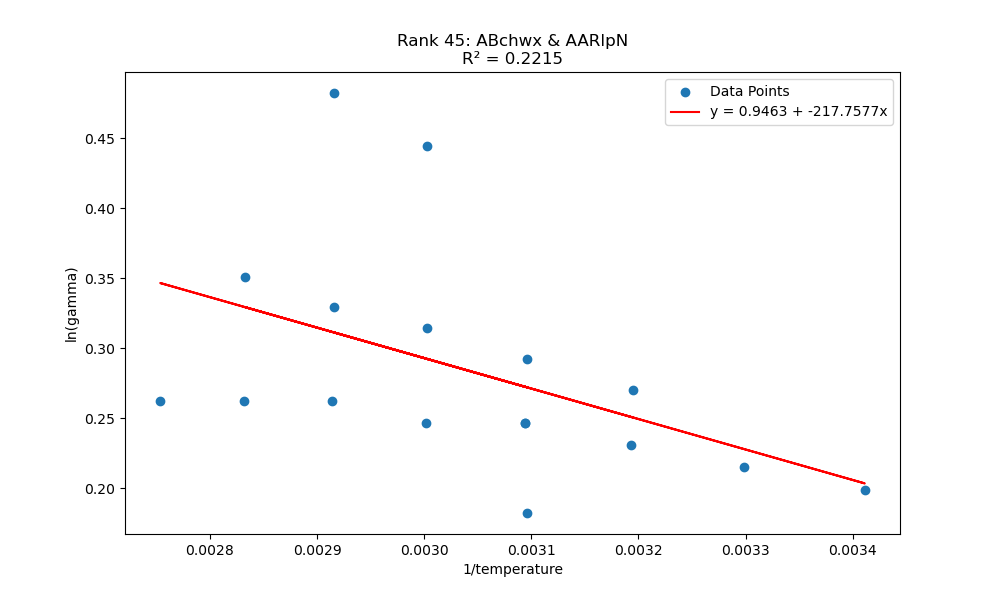 Rank 45: ABchwx & AARIpN
R² = 0.2215
Data Points
y = 0.9463 + -217.7577x
0.45
0.40
0.35
0.30
0.25
0.20
ln(gamma)
0.0028 0.0029 0.0030 0.0031 0.0032 0.0033 0.0034
1/temperature